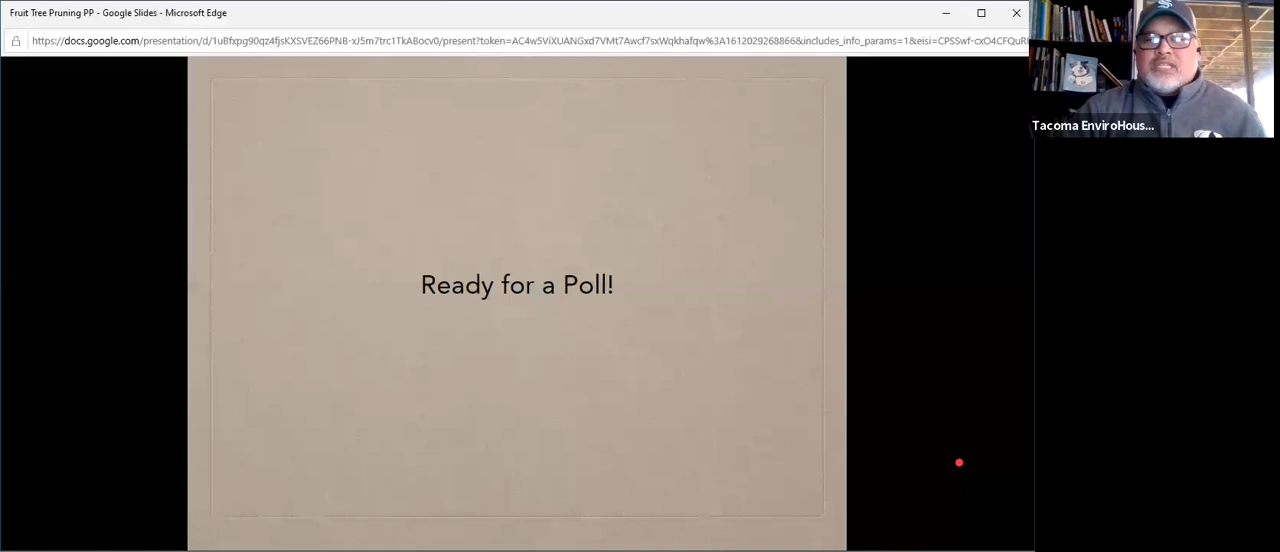 Fruit Tree Pruning PP - Google Slides - Microsoft Edge
Tacoma EnviroHous...
Ready for a Poll!